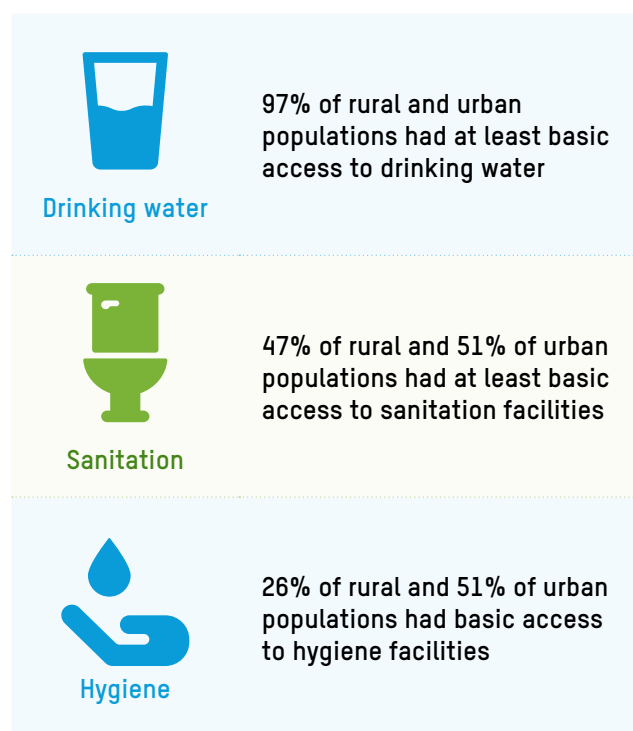 97% of rural and urban
populations had at least basic
access to drinking water
Drinking water
47% of rural and 51% of urban
populations had at least basic
access to sanitation facilities
Sanitation
26% of rural and 51% of urban
populations had basic access
to hygiene facilities
Hygiene